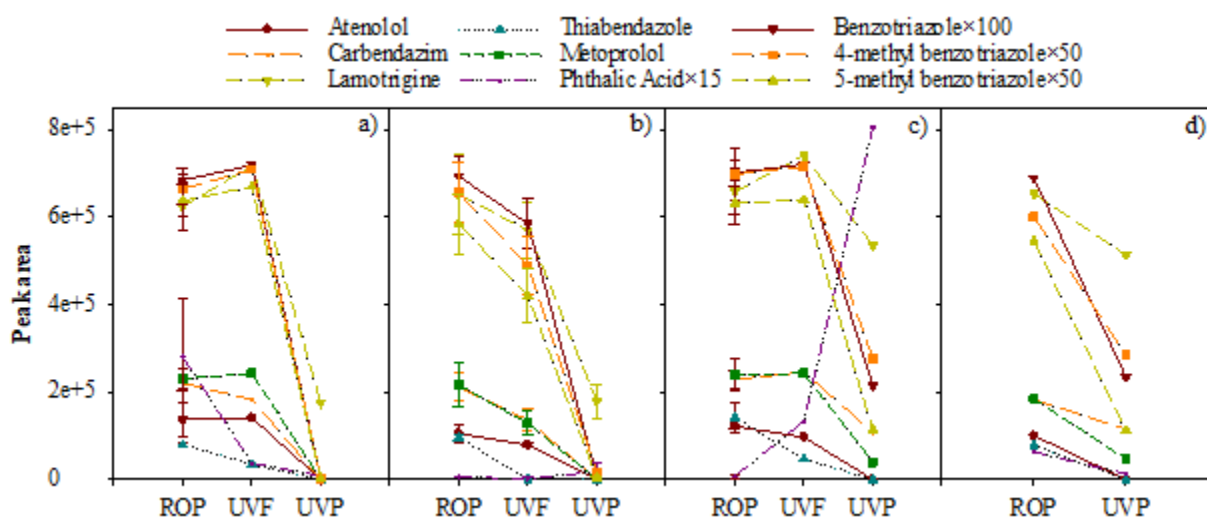 Atenolol Thiabendazole Benzotriazole×100
Carbendazim Metoprolol 4-methyl benzotriazole×50
Lamotrigine Phthalic Acid×15 5-methyl benzotriazole×50
a) b) c) d)
8e+5
6e+5
4e+5
2e+5
0
Peak area
ROP UVF UVP ROP UVF UVP ROP UVF UVP ROP UVP